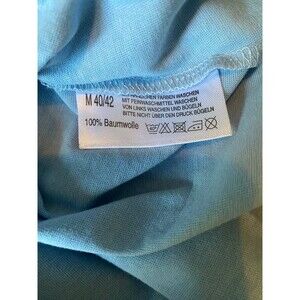 M 40/42
100% Baumwolle
FARBEN WASCHEN
MIT FEINWASCHMITTEL WASCHEN
VON LINKS WASCHEN UND BÜGELN
BITTE NICHT ÜBER DEN DRUCK BÜGELN